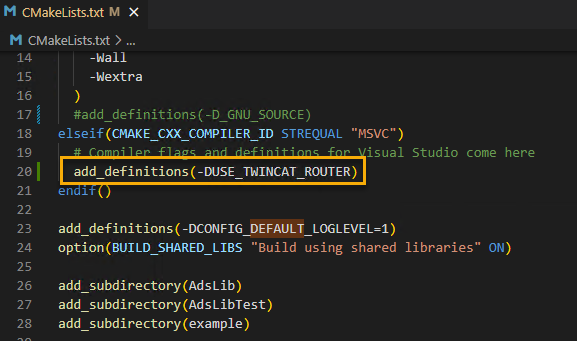 CMakeLists.txt M ×
CMakeLists.txt > ...
14 -Wall
15 -Wextra
16 )
17 #add_definitions(-D_GNU_SOURCE)
18 elseif(CMAKE_CXX_COMPILER_ID STREQUAL "MSVC")
19 # Compiler flags and definitions for Visual Studio come here
20 add_definitions(-DUSE_TWINCAT_ROUTER)
21 endif()
22
23 add_definitions(-DCONFIG_DEFAULT_LOGLEVEL=1)
24 option(BUILD_SHARED_LIBS "Build using shared libraries" ON)
25
26 add_subdirectory(AdsLib)
27 add_subdirectory(AdsLibTest)
28 add_subdirectory(example)